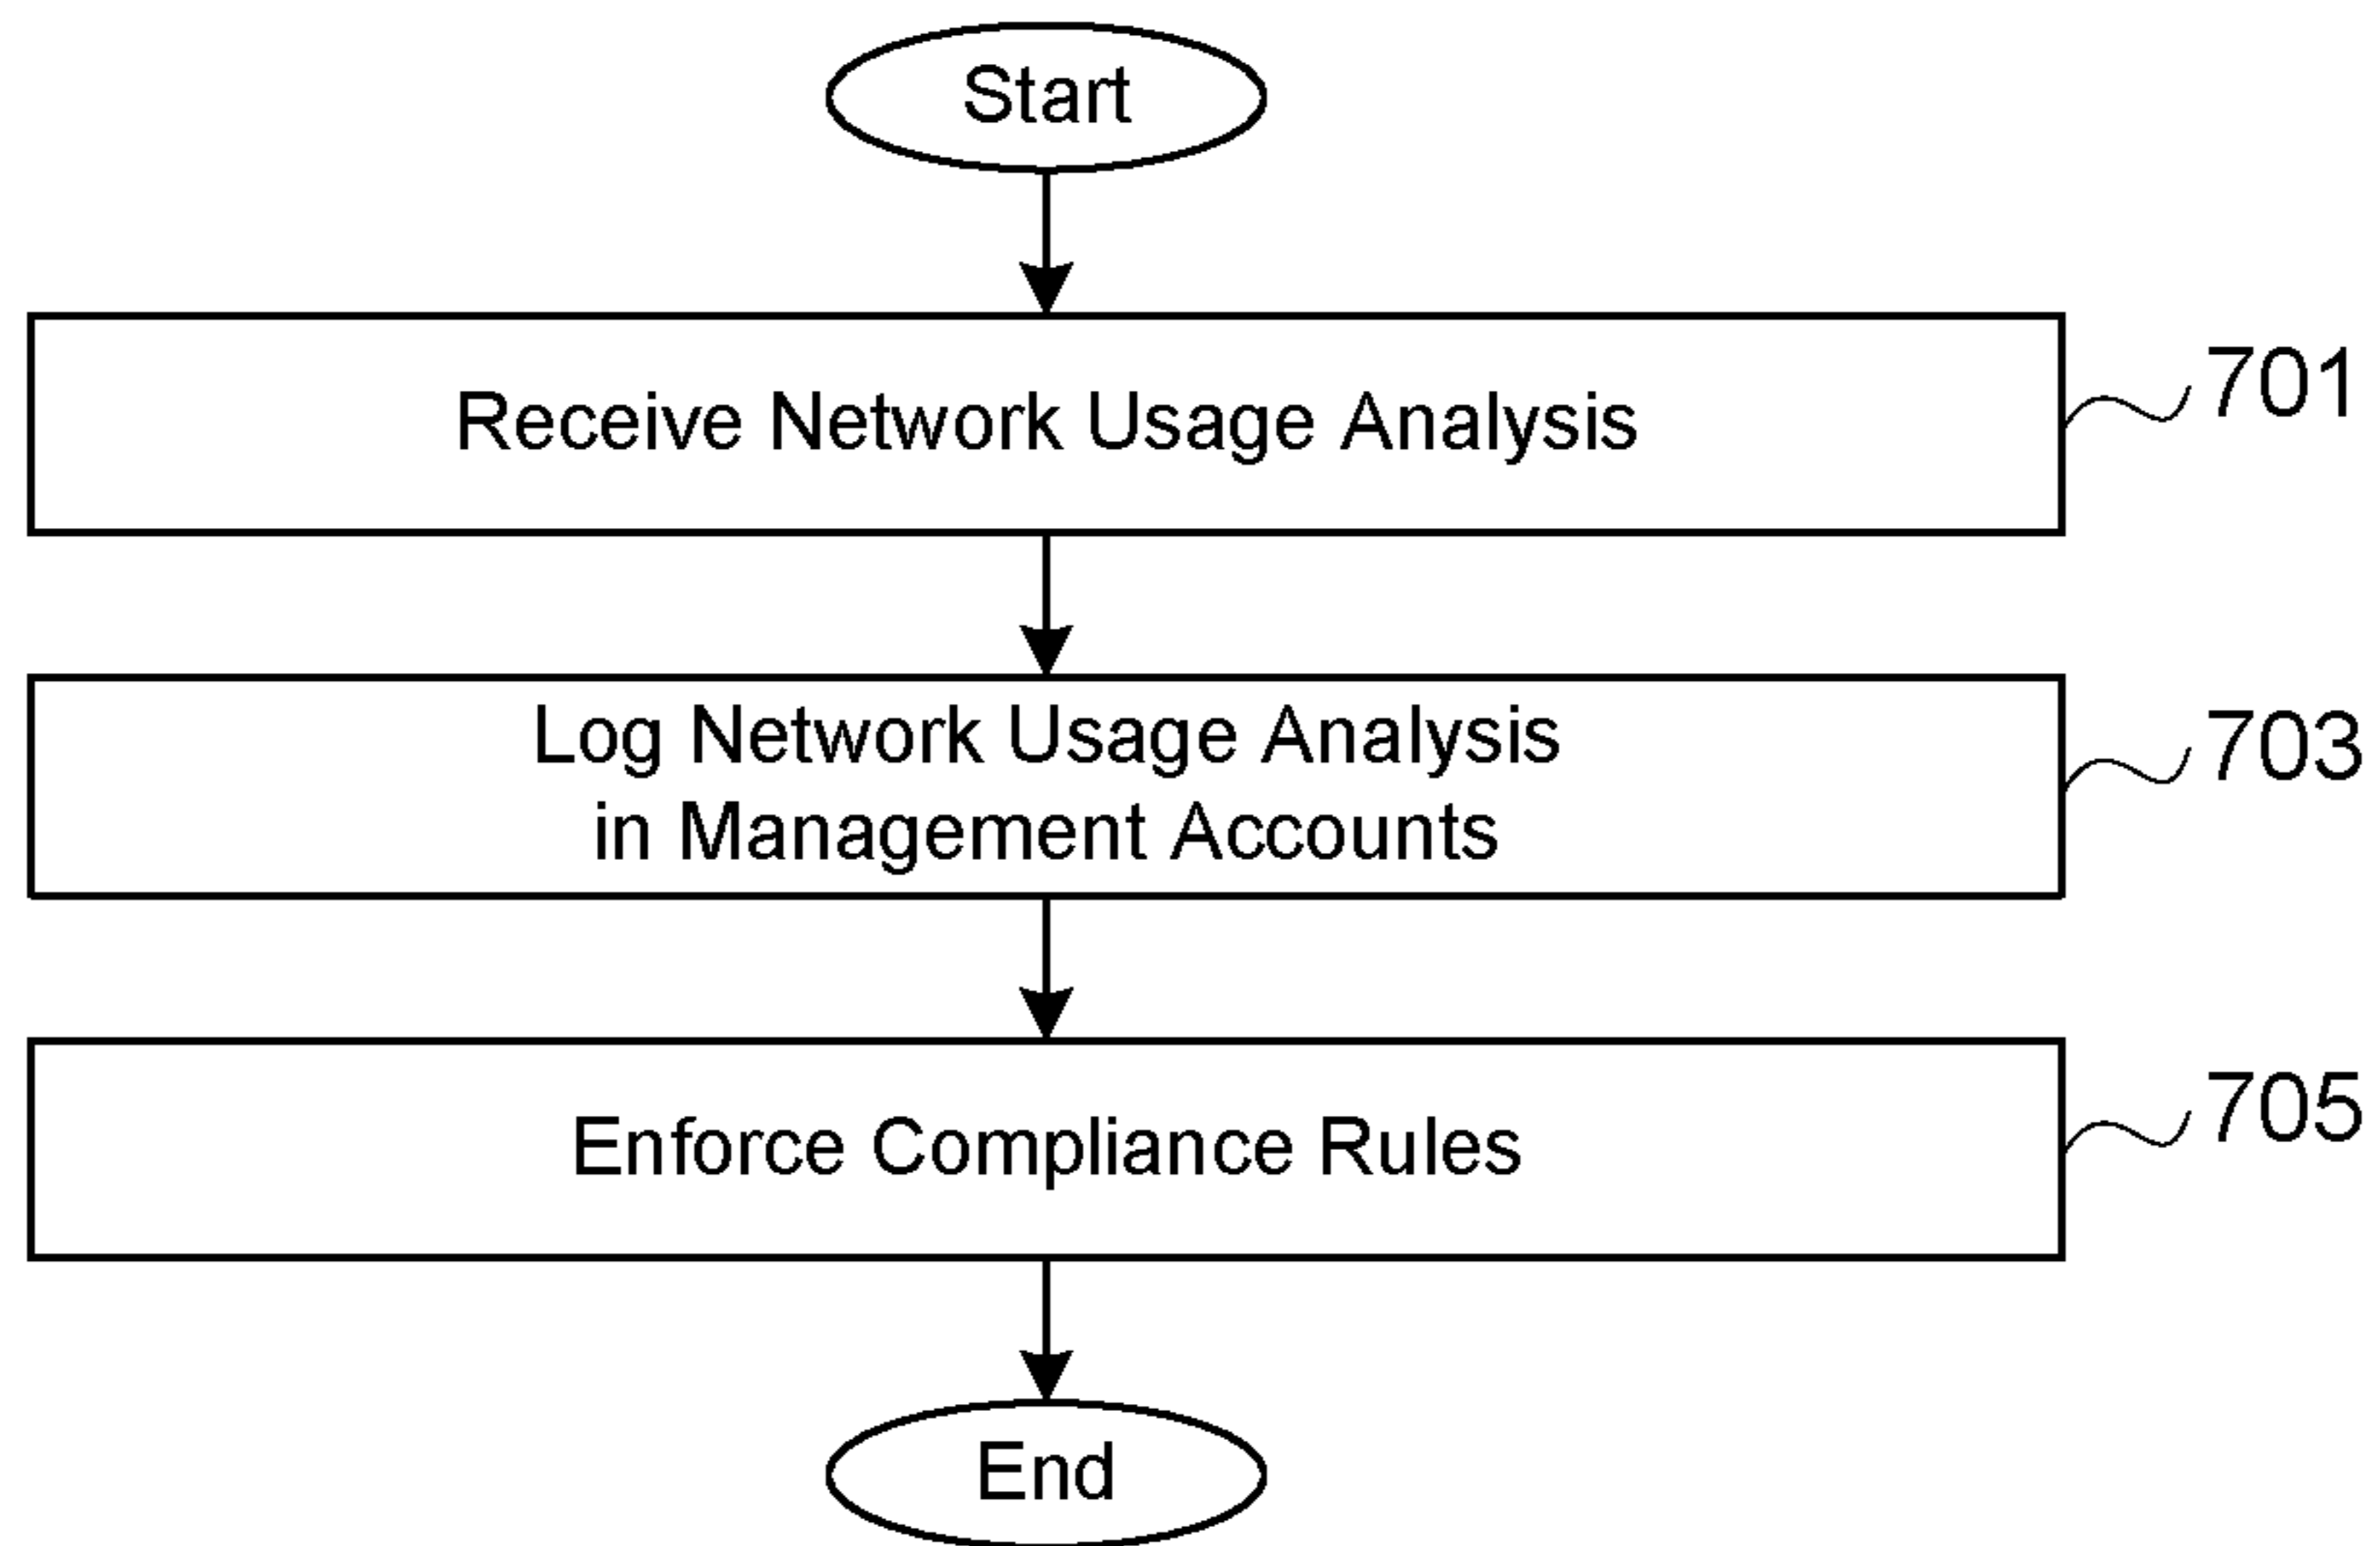 Start
Receive Network Usage Analysis
701
Log Network Usage Analysis
in Management Accounts
703
Enforce Compliance Rules
705
End